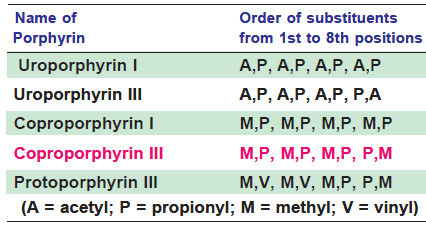 Name of Porphyrin Order of substituents from 1st to 8th positions
Uroporphyrin I A,P, A,P, A,P, A,P
Uroporphyrin III A,P, A,P, A,P, P,A
Coproporphyrin I M,P, M,P, M,P, M,P
Coproporphyrin III M,P, M,P, M,P, P,M
Protoporphyrin III M,V, M,V, M,P, P,M
(A = acetyl; P = propionyl; M = methyl; V = vinyl)